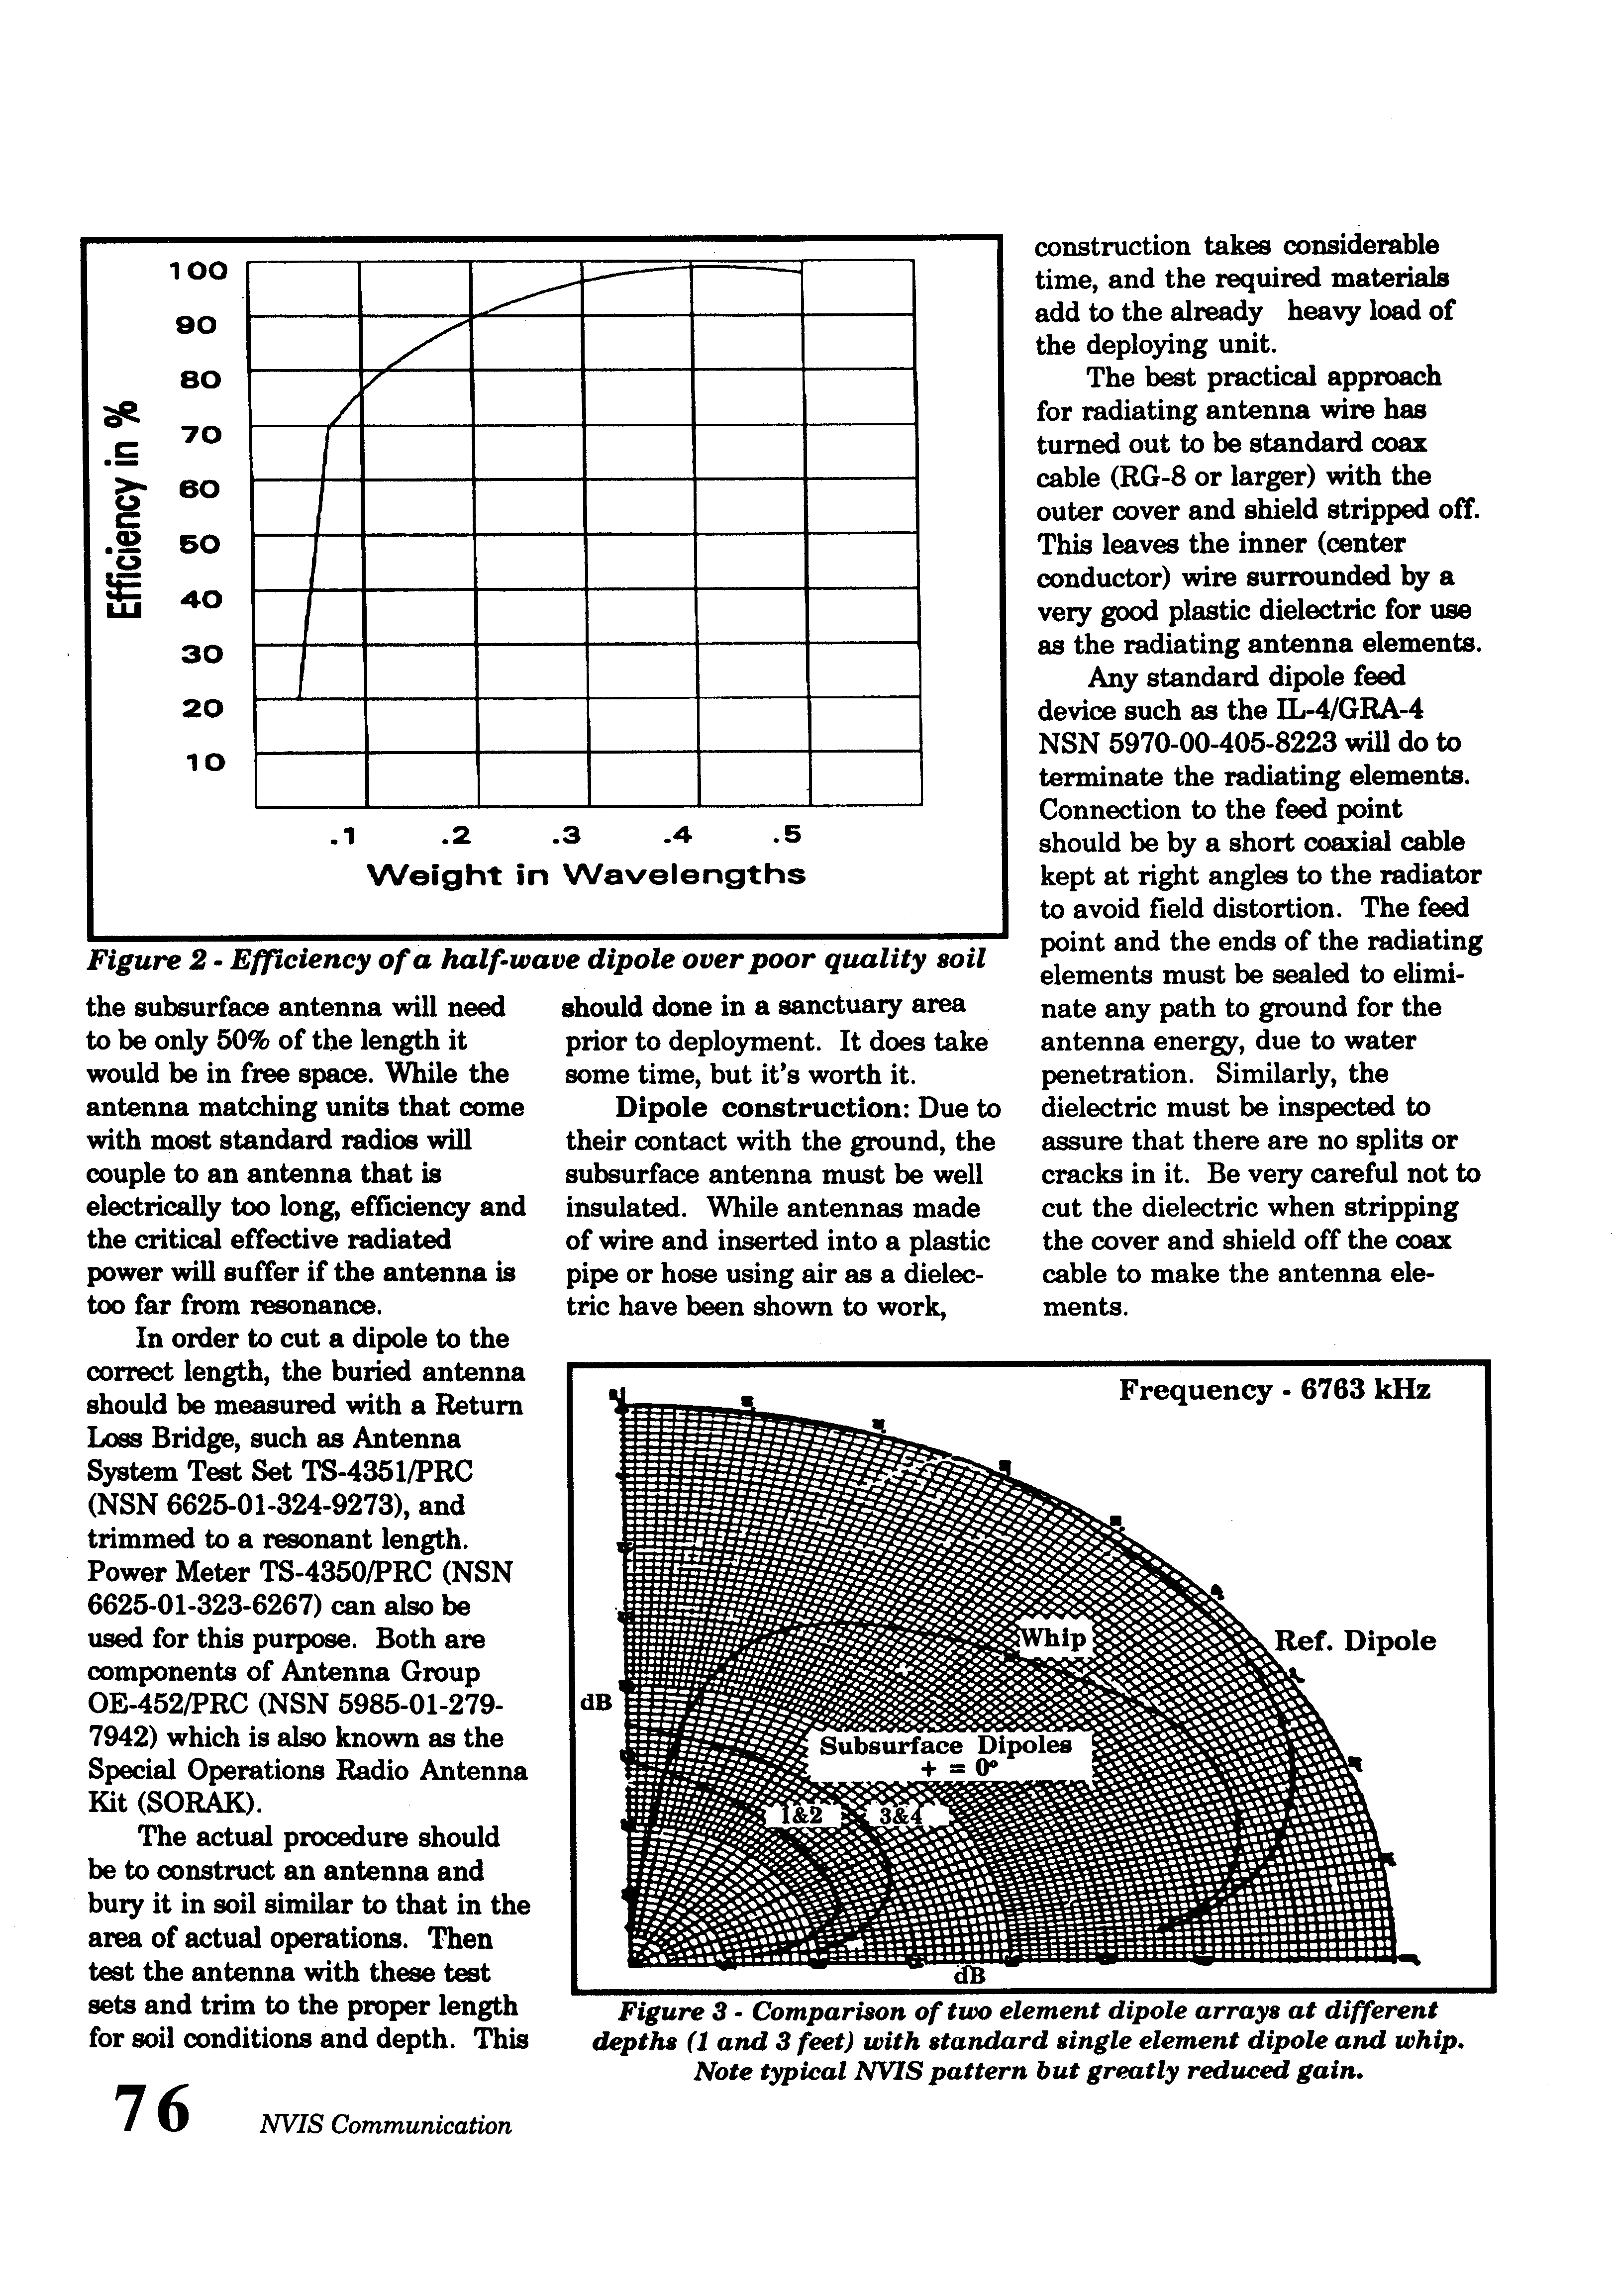 100
90
80
70
60
50
40
30
20
10
Efficiency in %
.1 .2 .3 .4 .5
Weight in Wavelengths
Figure 2 - Efficiency of a half-wave dipole over poor quality soil
the subsurface antenna will need
to be only 50% of the length it
would be in free space. While the
antenna matching units that come
with most standard radios will
couple to an antenna that is
electrically too long, efficiency and
the critical effective radiated
power will suffer if the antenna is
too far from resonance.
In order to cut a dipole to the
correct length, the buried antenna
should be measured with a Return
Loss Bridge, such as Antenna
System Test Set TS-4351/PRC
(NSN 6625-01-324-9273), and
trimmed to a resonant length.
Power Meter TS-4350/PRC (NSN
6625-01-323-6267) can also be
used for this purpose. Both are
components of Antenna Group
OE-452/PRC (NSN 5985-01-279-
7942) which is also known as the
Special Operations Radio Antenna
Kit (SORAK).
The actual procedure should
be to construct an antenna and
bury it in soil similar to that in the
area of actual operations. Then
test the antenna with these test
sets and trim to the proper length
for soil conditions and depth. This
should done in a sanctuary area
prior to deployment. It does take
some time, but it's worth it.
Dipole construction: Due to
their contact with the ground, the
subsurface antenna must be well
insulated. While antennas made
of wire and inserted into a plastic
pipe or hose using air as a dielec-
tric have been shown to work,
construction takes considerable
time, and the required materials
add to the already heavy load of
the deploying unit.
The best practical approach
for radiating antenna wire has
turned out to be standard coax
cable (RG-8 or larger) with the
outer cover and shield stripped off.
This leaves the inner (center
conductor) wire surrounded by a
very good plastic dielectric for use
as the radiating antenna elements.
Any standard dipole feed
device such as the IL-4/GRA-4
NSN 5970-00-405-8223 will do to
terminate the radiating elements.
Connection to the feed point
should be by a short coaxial cable
kept at right angles to the radiator
to avoid field distortion. The feed
point and the ends of the radiating
elements must be sealed to elimi-
nate any path to ground for the
antenna energy, due to water
penetration. Similarly, the
dielectric must be inspected to
assure that there are no splits or
cracks in it. Be very careful not to
cut the dielectric when stripping
the cover and shield off the coax
cable to make the antenna ele-
ments.
Frequency - 6763 kHz
Whip
Ref. Dipole
dB
Subsurface Dipoles
+ = 0°
1&2 3&4
dB
Figure 3 - Comparison of two element dipole arrays at different
depths (1 and 3 feet) with standard single element dipole and whip.
Note typical NVIS pattern but greatly reduced gain.
76 NVIS Communication